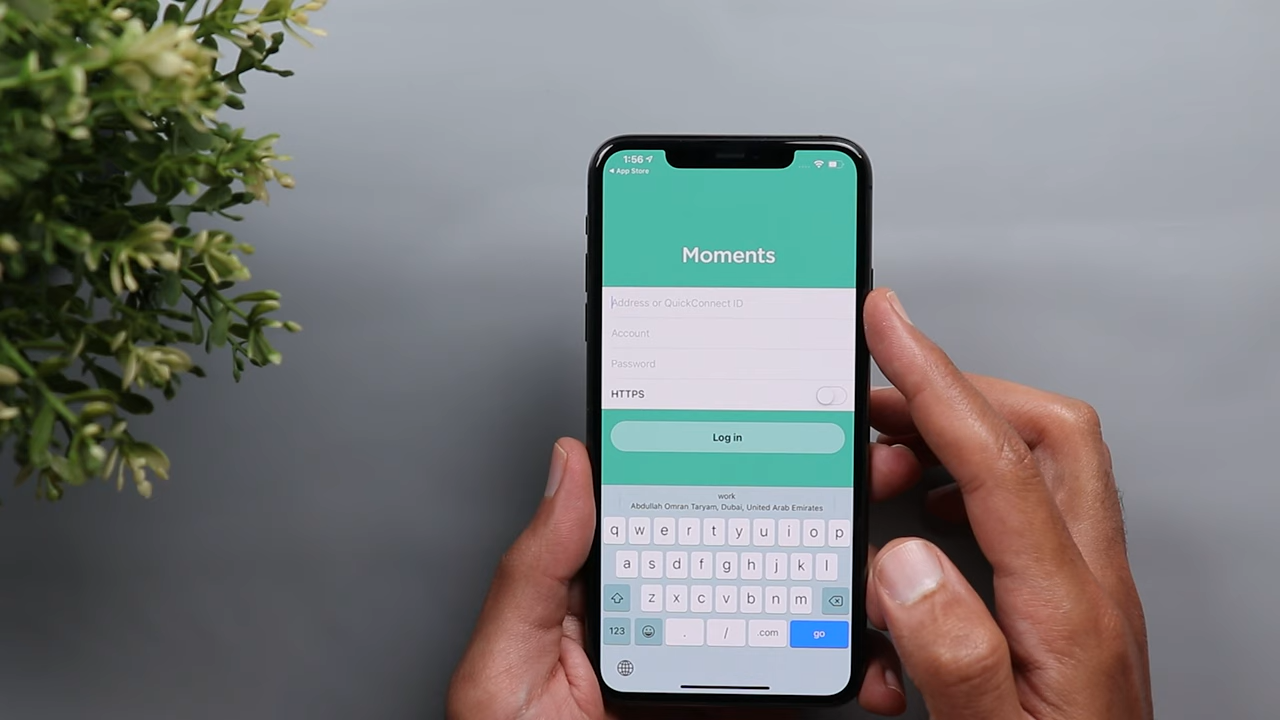 1:56
App Store
Moments
Address or QuickConnect ID
Account
Password
HTTPS
Log in
work
Abdullah Omran Taryam, Dubai, United Arab Emirates
q w e r t y u i o p
a s d f g h j k l
z x c v b n m
123 . / .com go